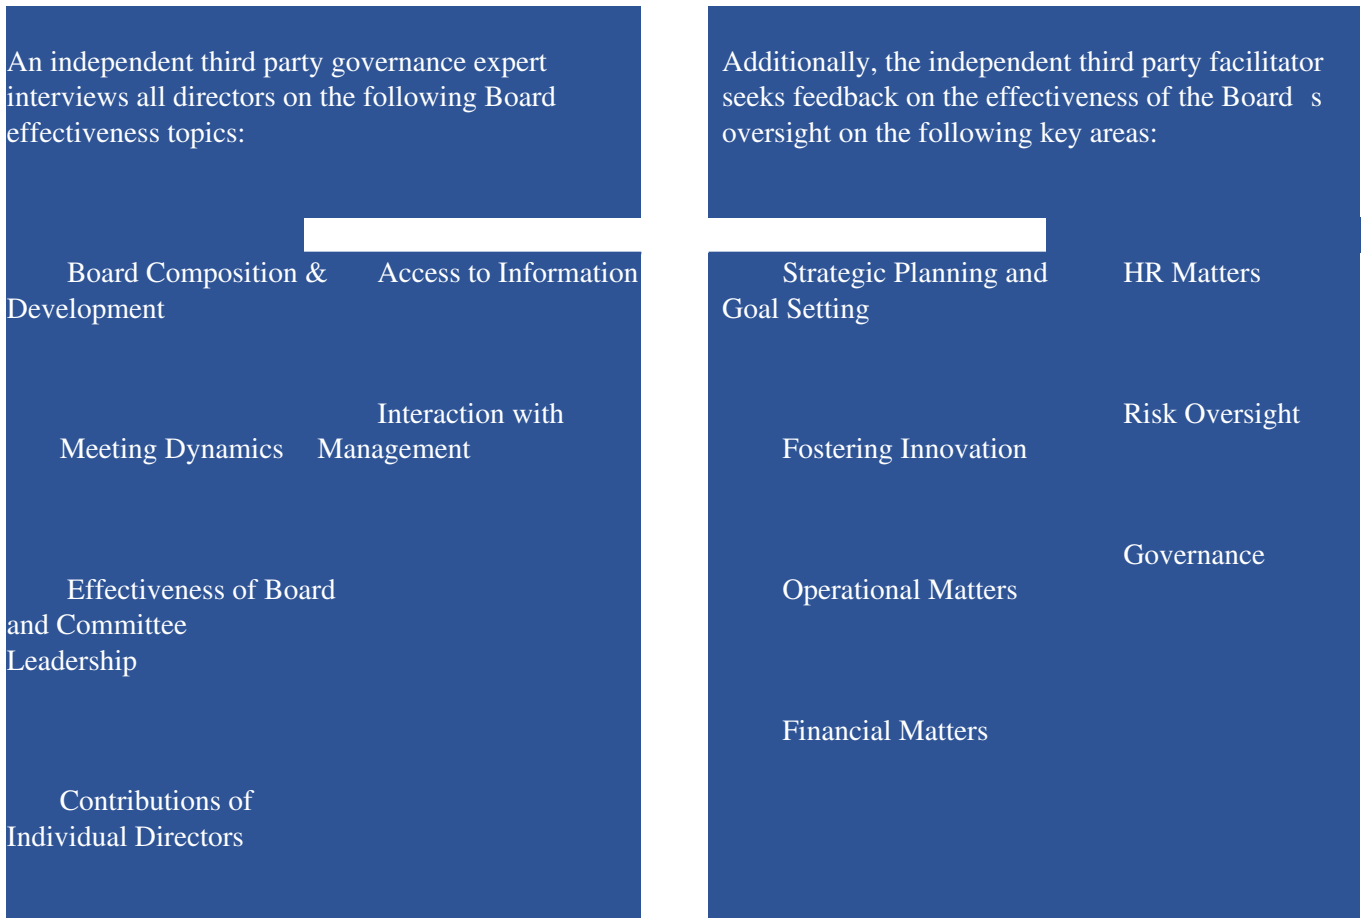 An independent third party governance expert
interviews all directors on the following Board
effectiveness topics:
Board Composition &
Development
Access to Information
Meeting Dynamics
Interaction with
Management
Effectiveness of Board
and Committee
Leadership
Contributions of
Individual Directors
Additionally, the independent third party facilitator
seeks feedback on the effectiveness of the Board s
oversight on the following key areas:
Strategic Planning and
Goal Setting
HR Matters
Fostering Innovation
Risk Oversight
Operational Matters
Governance
Financial Matters